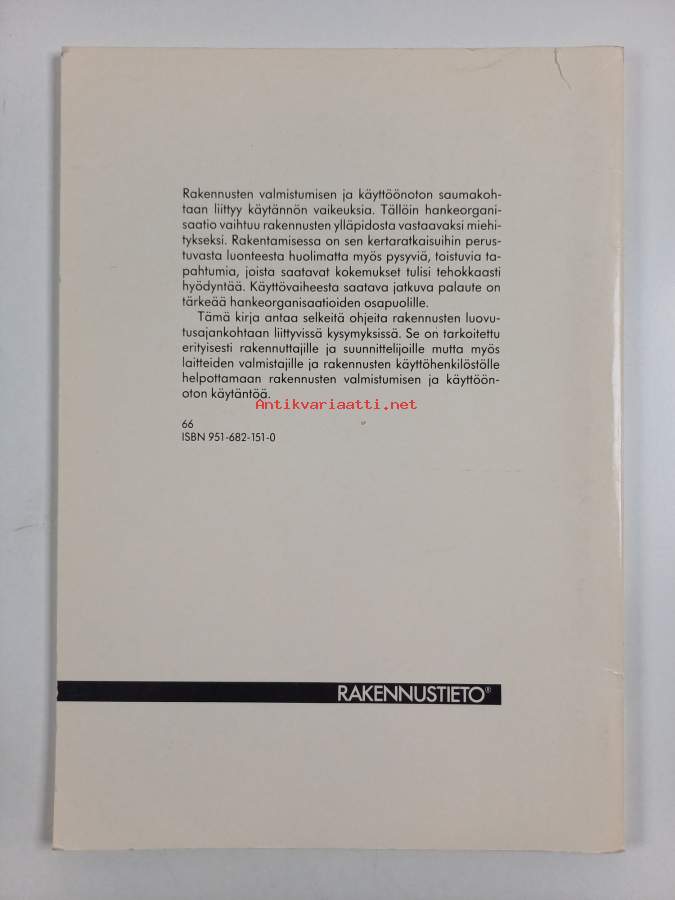 Rakennusten valmistumisen ja käyttöönoton saumakoh-
taan liittyy käytännön vaikeuksia. Tällöin hankeorgani-
saatio vaihtuu rakennusten ylläpidosta vastaavaksi miehi-
tykseksi. Rakentamisessa on sen kertaratkaisuihin perus-
tuvasta luonteesta huolimatta myös pysyviä, toistuvia ta-
pahtumia, joista saatavat kokemukset tulisi tehokkaasti
hyödyntää. Käyttövaiheesta saatava jatkuva palaute on
tärkeää hankeorganisaatioiden osapuolille.
Tämä kirja antaa selkeitä ohjeita rakennusten luovu-
tusajankohtaan liittyvissä kysymyksissä. Se on tarkoitettu
erityisesti rakennuttajille ja suunnittelijoille mutta myös
laitteiden valmistajille ja rakennusten käyttöhenkilöstölle
helpottamaan rakennusten valmistumisen ja käyttöön-
oton käytäntöä.
Antikvariaatti.net
66
ISBN 951-682-151-0
RAKENNUSTIETO®